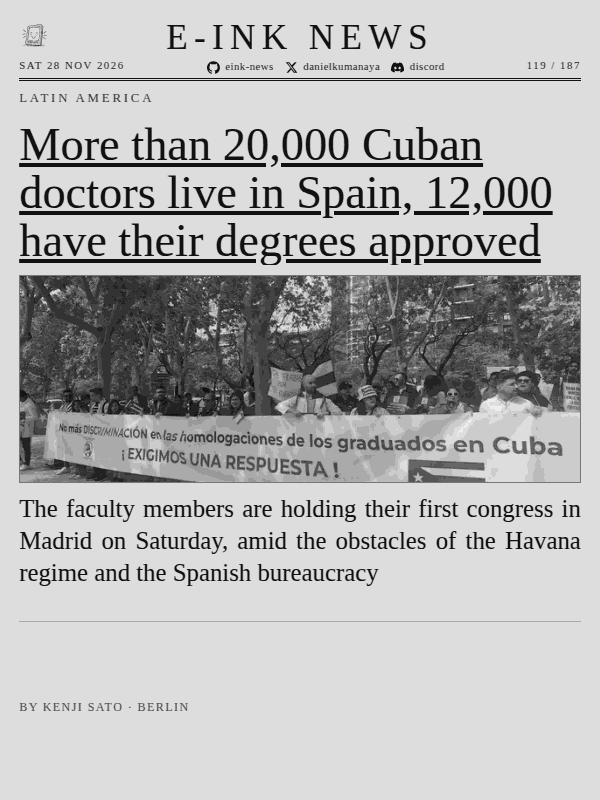 E-INK NEWS
SAT 28 NOV 2026
eink-news danielkumanaya discord
119 / 187
LATIN AMERICA
More than 20,000 Cuban
doctors live in Spain, 12,000
have their degrees approved
No más DISCRIMINACIÓN en las homologaciones de los graduados en Cuba
¡ EXIGIMOS UNA RESPUESTA !
The faculty members are holding their first congress in
Madrid on Saturday, amid the obstacles of the Havana
regime and the Spanish bureaucracy
BY KENJI SATO · BERLIN